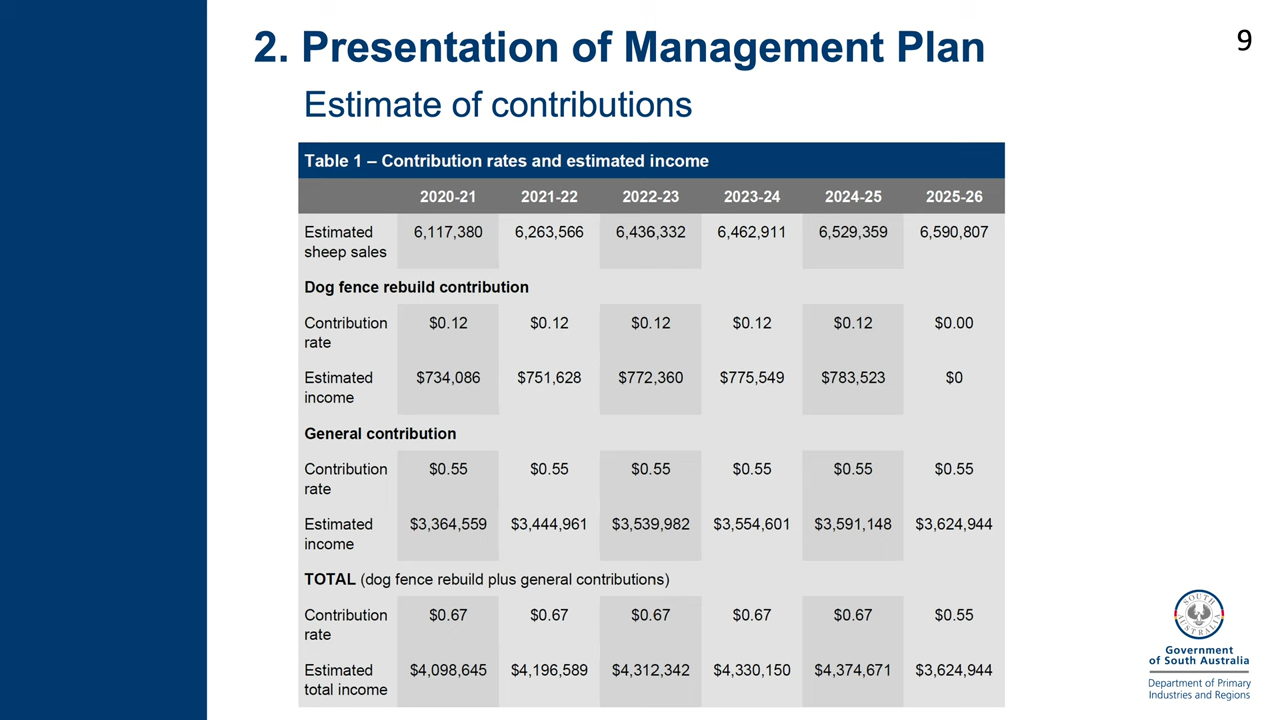 2. Presentation of Management Plan
9
Estimate of contributions
Table 1 – Contribution rates and estimated income
2020-21 2021-22 2022-23 2023-24 2024-25 2025-26
Estimated 6,117,380 6,263,566 6,436,332 6,462,911 6,529,359 6,590,807
sheep sales
Dog fence rebuild contribution
Contribution $0.12 $0.12 $0.12 $0.12 $0.12 $0.00
rate
Estimated $734,086 $751,628 $772,360 $775,549 $783,523 $0
income
General contribution
Contribution $0.55 $0.55 $0.55 $0.55 $0.55 $0.55
rate
Estimated $3,364,559 $3,444,961 $3,539,982 $3,554,601 $3,591,148 $3,624,944
income
TOTAL (dog fence rebuild plus general contributions)
Contribution $0.67 $0.67 $0.67 $0.67 $0.67 $0.55
rate
Estimated $4,098,645 $4,196,589 $4,312,342 $4,330,150 $4,374,671 $3,624,944
total income
SOUTH
AUSTRALIA
Government
of South Australia
Department of Primary
Industries and Regions